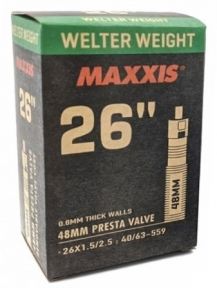 WELTER WEIGHT
MAXXIS®
26"
0.8MM THICK WALLS
48MM PRESTA VALVE
26X1.5/2.5 : 40/63-559
48MM